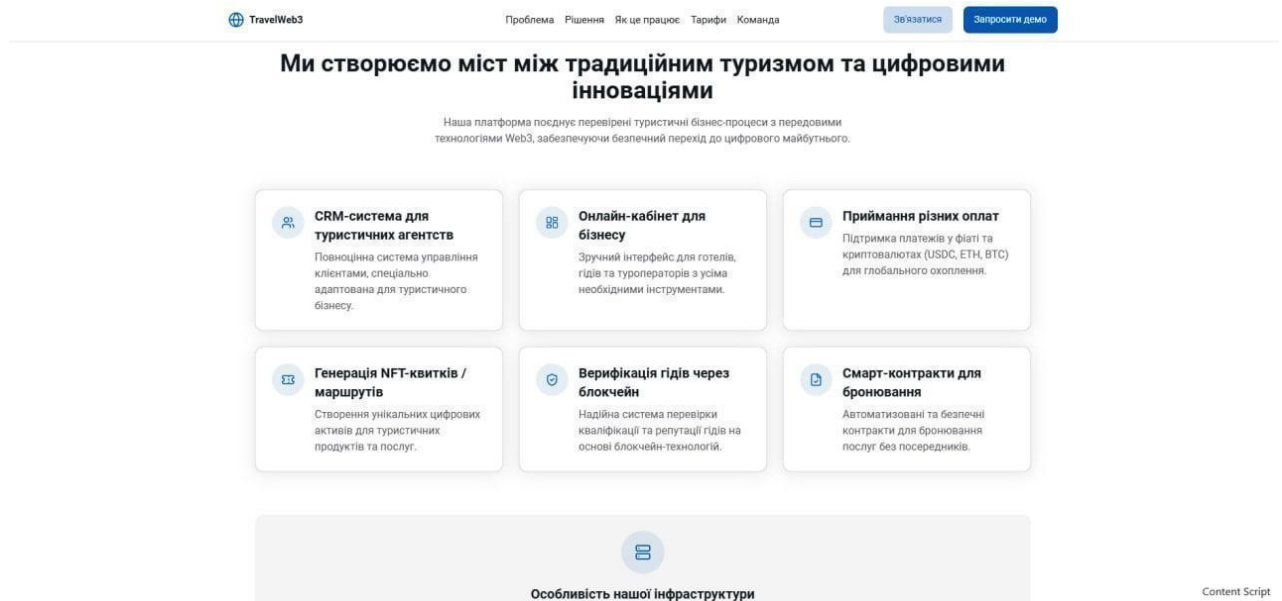 TravelWeb3
Проблема Рішення Як це працює Тарифи Команда
Зв'язатися
Запросити демо
Ми створюємо міст між традиційним туризмом та цифровими
інноваціями
Наша платформа поєднує перевірені туристичні бізнес-процеси з передовими
технологіями Web3, забезпечуючи безпечний перехід до цифрового майбутнього.
CRM-система для
туристичних агентств
Повноцінна система управління
клієнтами, спеціально
адаптована для туристичного
бізнесу.
Онлайн-кабінет для
бізнесу
Зручний інтерфейс для готелів,
гідів та туроператорів з усіма
необхідними інструментами.
Приймання різних оплат
Підтримка платежів у фіаті та
криптовалютах (USDC, ETH, BTC)
для глобального охоплення.
Генерація NFT-квитків /
маршрутів
Створення унікальних цифрових
активів для туристичних
продуктів та послуг.
Верифікація гідів через
блокчейн
Надійна система перевірки
кваліфікації та репутації гідів на
основі блокчейн-технологій.
Смарт-контракти для
бронювання
Автоматизовані та безпечні
контракти для бронювання
послуг без посередників.
Особливість нашої інфраструктури
Content Script